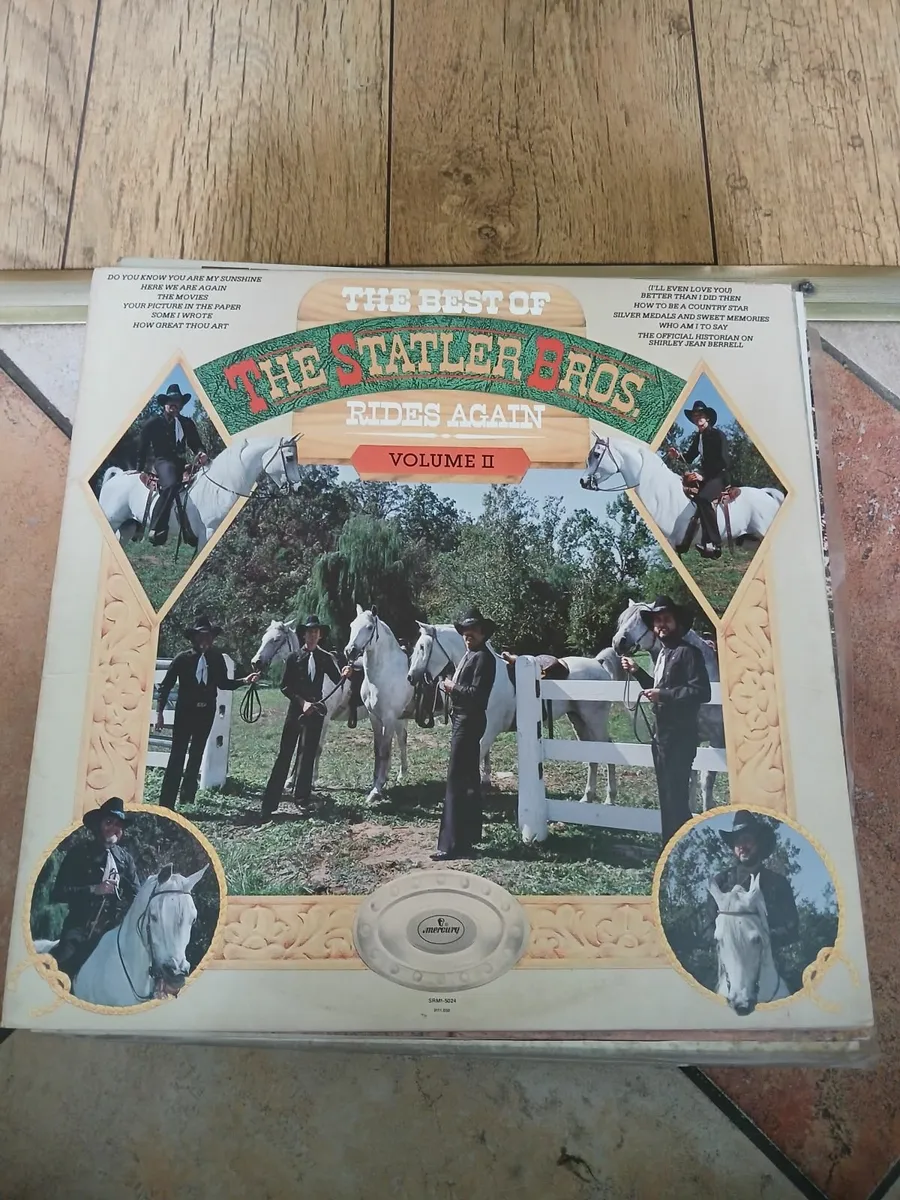 DO YOU KNOW YOU ARE MY SUNSHINE
HERE WE ARE AGAIN
THE MOVIES
YOUR PICTURE IN THE PAPER
SOME I WROTE
HOW GREAT THOU ART
THE BEST OF
THE STATLER BROS.
RIDES AGAIN
VOLUME II
(I'LL EVEN LOVE YOU)
BETTER THAN I DID THEN
HOW TO BE A COUNTRY STAR
SILVER MEDALS AND SWEET MEMORIES
WHO AM I TO SAY
THE OFFICIAL HISTORIAN ON
SHIRLEY JEAN BERRELL
mercury
SRM1-5024